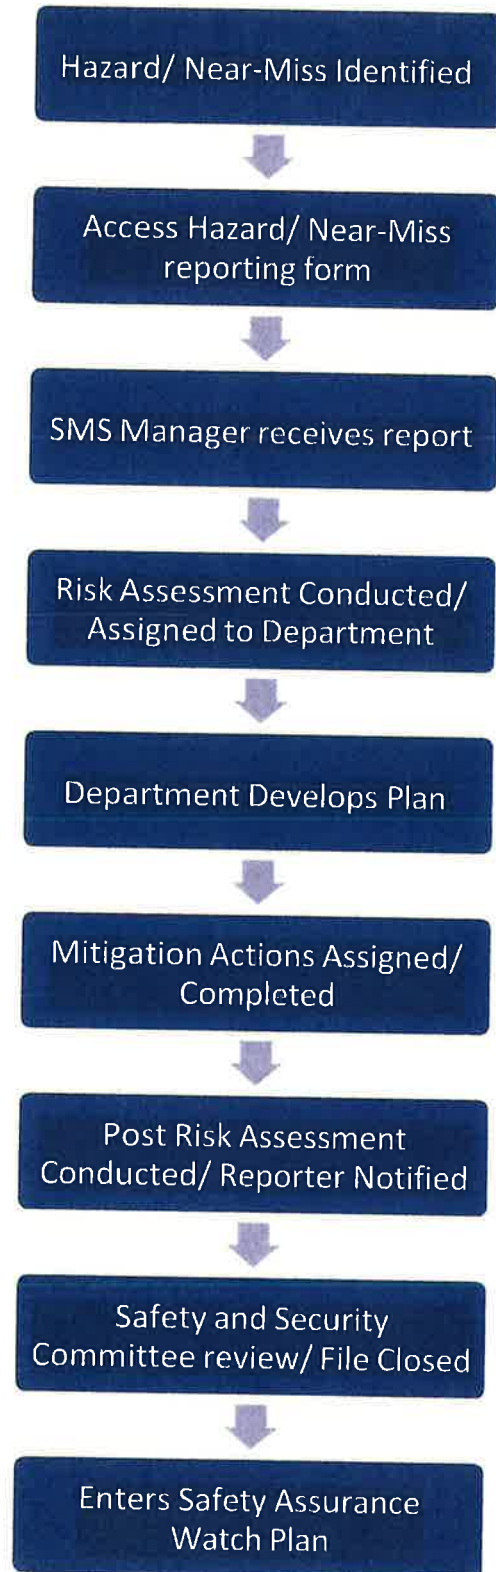 Hazard/ Near-Miss Identified
Access Hazard/ Near-Miss
reporting form
SMS Manager receives report
Risk Assessment Conducted/
Assigned to Department
Department Develops Plan
Mitigation Actions Assigned/
Completed
Post Risk Assessment
Conducted/ Reporter Notified
Safety and Security
Committee review/ File Closed
Enters Safety Assurance
Watch Plan